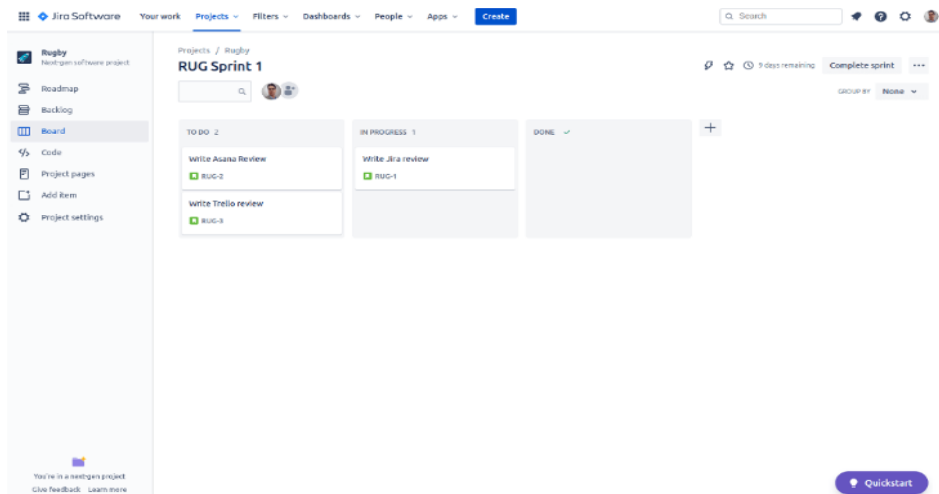 Jira Software Your work Projects Filters Dashboards People Apps Create Search
Rugby
Next-gen software project
Roadmap
Backlog
Board
Code
Project pages
Add item
Project settings
You're in a next-gen project
Give feedback Learn more
Projects / Rugby
RUG Sprint 1
9 days remaining Complete sprint
GROUP BY None
TO DO 2
Write Asana Review
RUG-2
Write Trello review
RUG-3
IN PROGRESS 1
Write Jira review
RUG-1
DONE
Quickstart